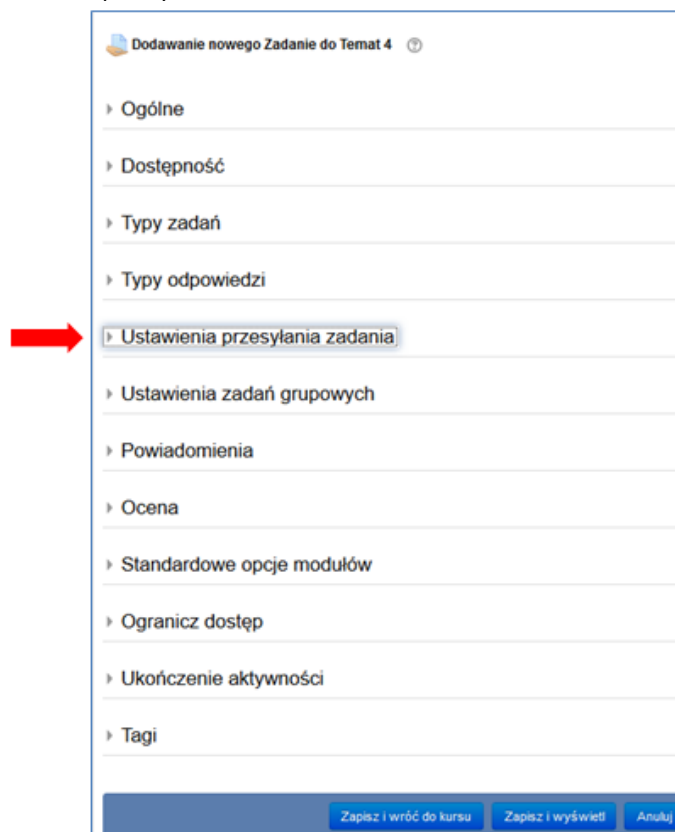 Dodawanie nowego Zadanie do Temat 4
Ogólne
Dostępność
Typy zadań
Typy odpowiedzi
Ustawienia przesyłania zadania
Ustawienia zadań grupowych
Powiadomienia
Ocena
Standardowe opcje modułów
Ogranicz dostęp
Ukończenie aktywności
Tagi
Zapisz i wróć do kursu Zapisz i wyświetl Anuluj